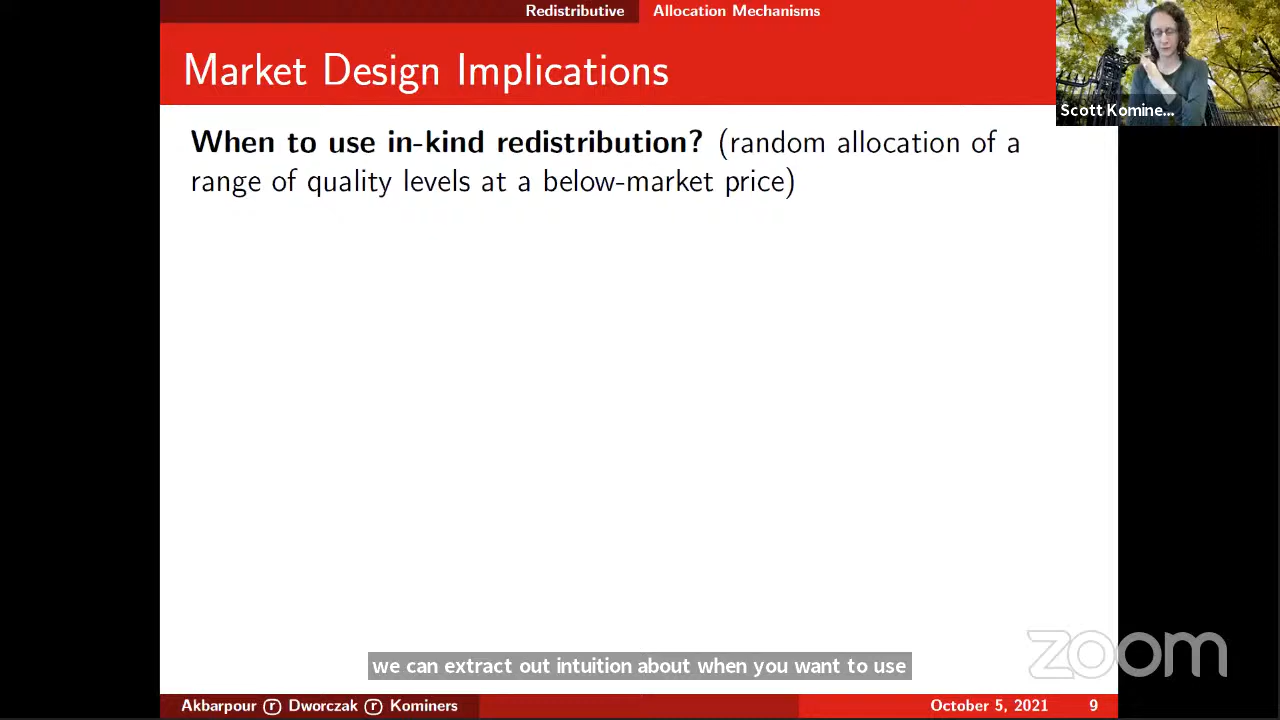 Redistributive Allocation Mechanisms
Market Design Implications
Scott Komine...
When to use in-kind redistribution? (random allocation of a
range of quality levels at a below-market price)
we can extract out intuition about when you want to use
zoom
Akbarpour ⓡ Dworczak ⓡ Kominers October 5, 2021 9